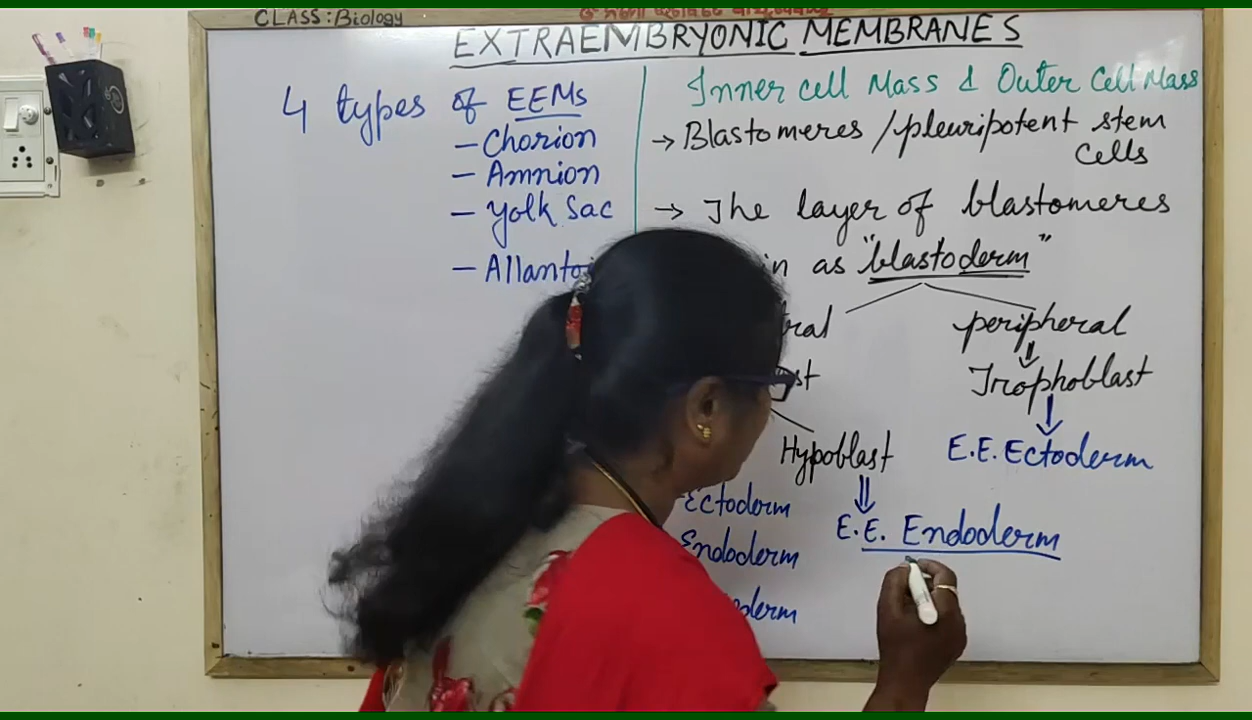 CLASS: Biology
EXTRAEMBRYONIC MEMBRANES
4 types of EEMs
- Chorion
- Amnion
- Yolk Sac
Inner cell Mass & Outer Cell Mass
→ Blastomeres / pleuripotent stem
Cells
→ The layer of blastomeres
as "blastoderm"
peripheral
Trophoblast
Hypoblast
E.E. Ectoderm
Ectoderm
E.E. Endoderm
Endoderm